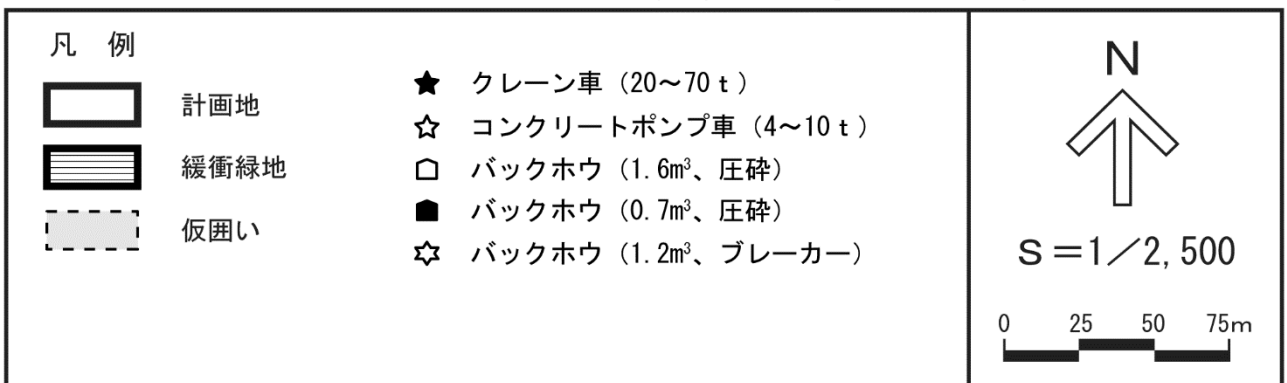 凡　例
計画地
緩衝緑地
仮囲い
★ クレーン車（20～70ｔ）
☆ コンクリートポンプ車（4～10ｔ）
バックホウ（1.6m³、圧砕）
バックホウ（0.7m³、圧砕）
バックホウ（1.2m³、ブレーカー）
N
S＝1／2,500
0 25 50 75m